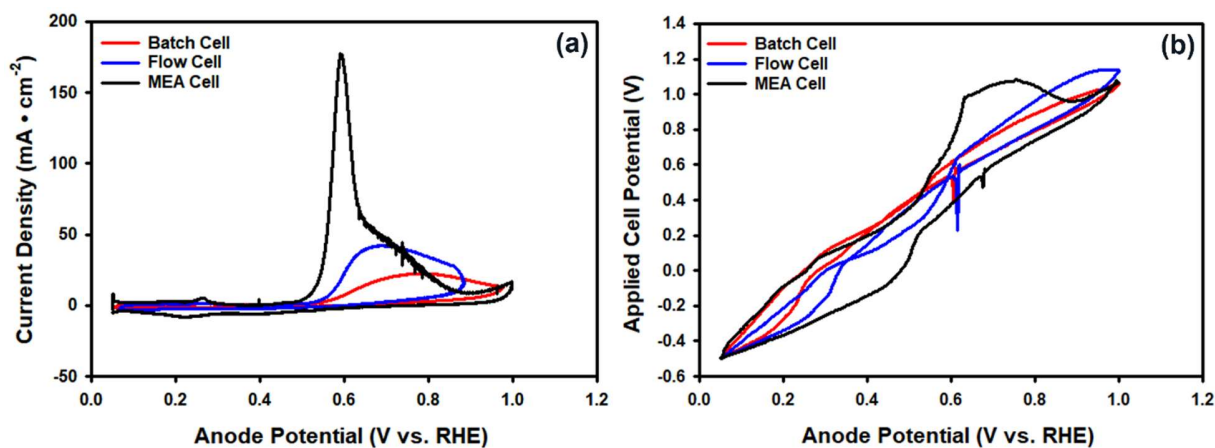 (a)
Batch Cell
Flow Cell
MEA Cell
200
150
100
50
0
-50
0.0 0.2 0.4 0.6 0.8 1.0 1.2
Current Density (mA • cm⁻²)
Anode Potential (V vs. RHE)
(b)
Batch Cell
Flow Cell
MEA Cell
1.4
1.2
1.0
0.8
0.6
0.4
0.2
0.0
-0.2
-0.4
-0.6
0.0 0.2 0.4 0.6 0.8 1.0 1.2
Applied Cell Potential (V)
Anode Potential (V vs. RHE)